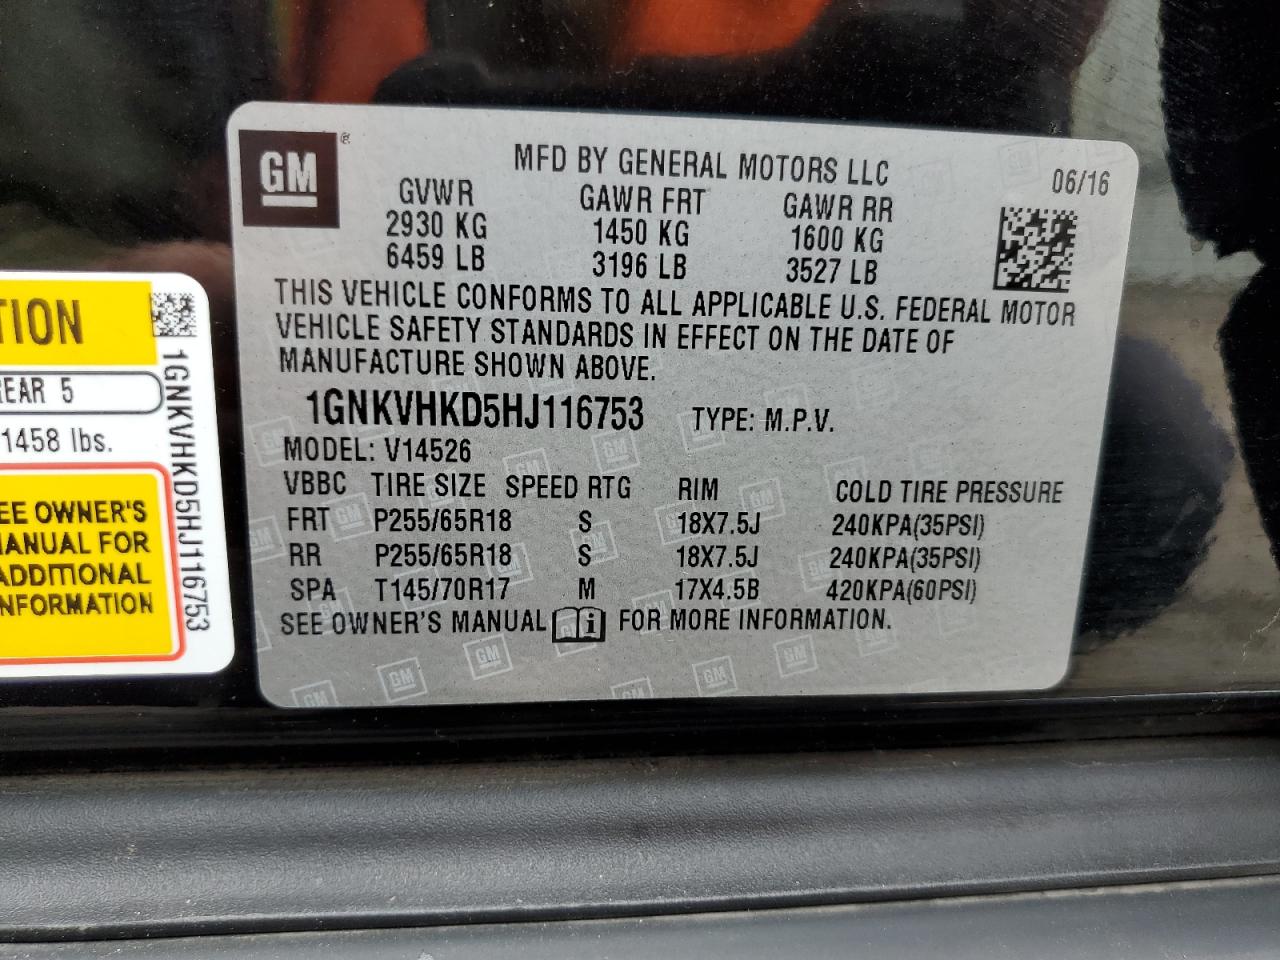 GM
MFD BY GENERAL MOTORS LLC
06/16
GVWR GAWR FRT GAWR RR
2930 KG 1450 KG 1600 KG
6459 LB 3196 LB 3527 LB
THIS VEHICLE CONFORMS TO ALL APPLICABLE U.S. FEDERAL MOTOR
VEHICLE SAFETY STANDARDS IN EFFECT ON THE DATE OF
MANUFACTURE SHOWN ABOVE.
1GNKVHKD5HJ116753 TYPE: M.P.V.
MODEL: V14526
VBBC TIRE SIZE SPEED RTG RIM COLD TIRE PRESSURE
FRT P255/65R18 S 18X7.5J 240KPA(35PSI)
RR P255/65R18 S 18X7.5J 240KPA(35PSI)
SPA T145/70R17 M 17X4.5B 420KPA(60PSI)
SEE OWNER'S MANUAL i FOR MORE INFORMATION.
TION
REAR 5
1458 lbs.
EE OWNER'S
MANUAL FOR
ADDITIONAL
INFORMATION
1GNKVHKD5HJ116753